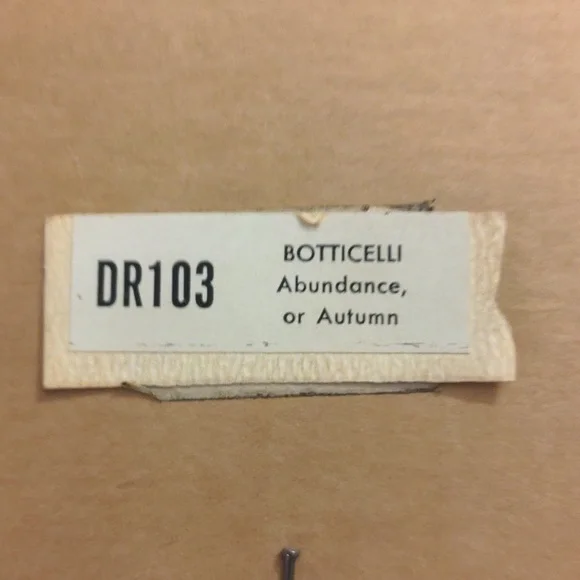 DR103
BOTTICELLI
Abundance,
or Autumn